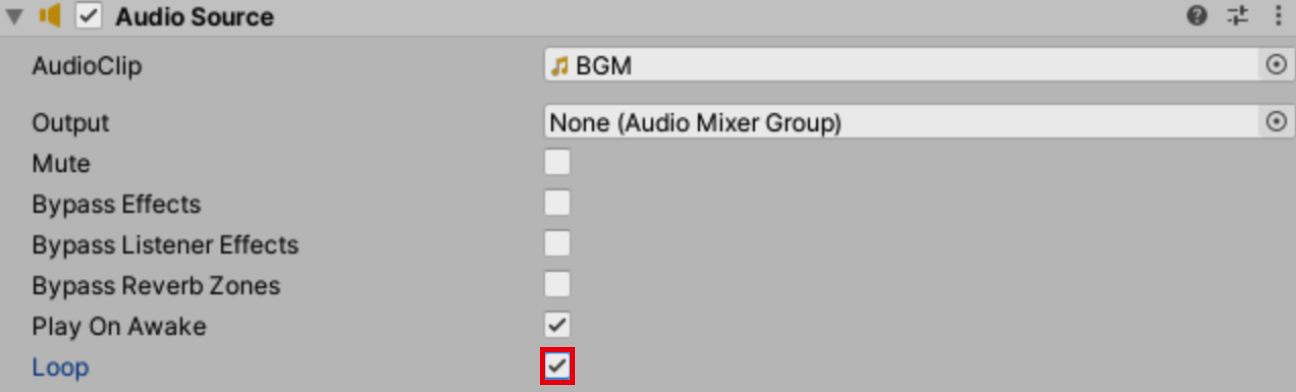 Audio Source
AudioClip BGM
Output None (Audio Mixer Group)
Mute
Bypass Effects
Bypass Listener Effects
Bypass Reverb Zones
Play On Awake
Loop